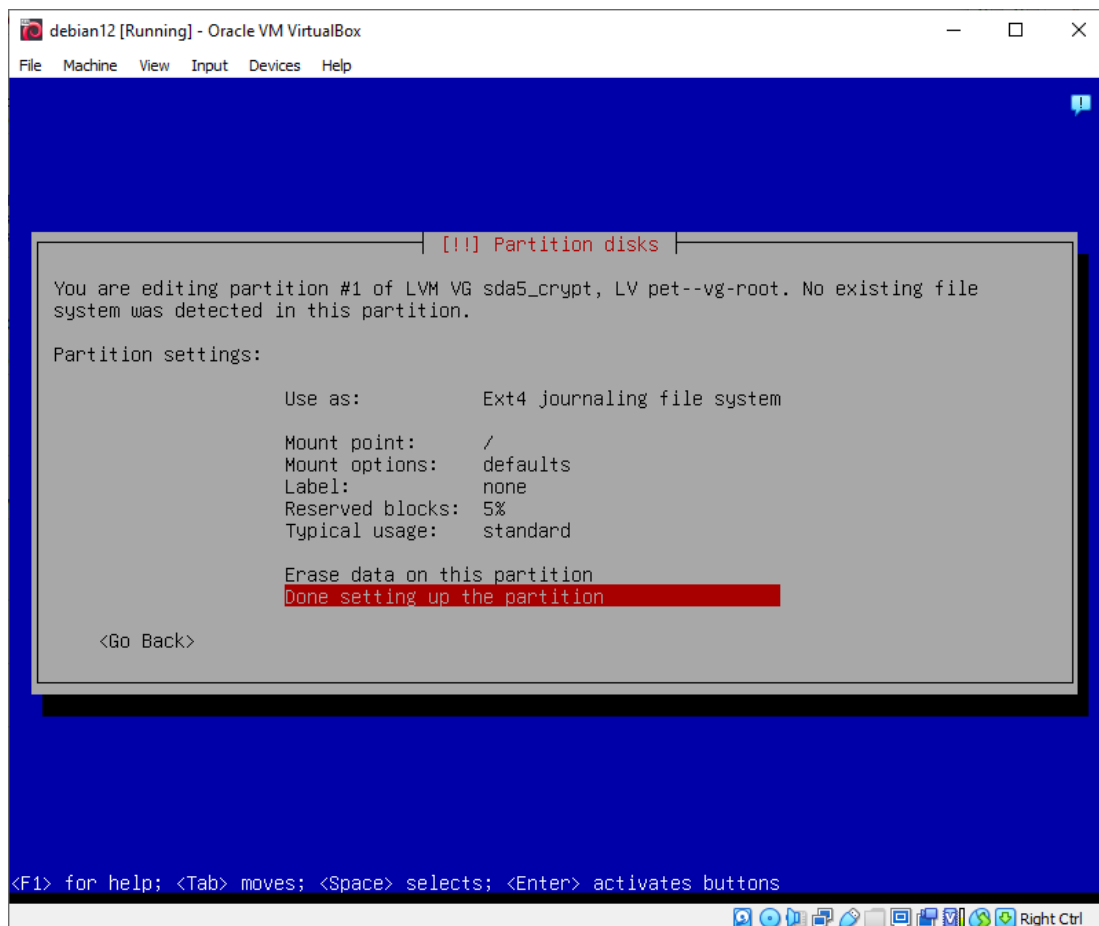 debian12 [Running] - Oracle VM VirtualBox
File Machine View Input Devices Help
[!!] Partition disks
You are editing partition #1 of LVM VG sda5_crypt, LV pet--vg-root. No existing file
system was detected in this partition.
Partition settings:
Use as: Ext4 journaling file system
Mount point: /
Mount options: defaults
Label: none
Reserved blocks: 5%
Typical usage: standard
Erase data on this partition
Done setting up the partition
<Go Back>
<F1> for help; <Tab> moves; <Space> selects; <Enter> activates buttons
Right Ctrl